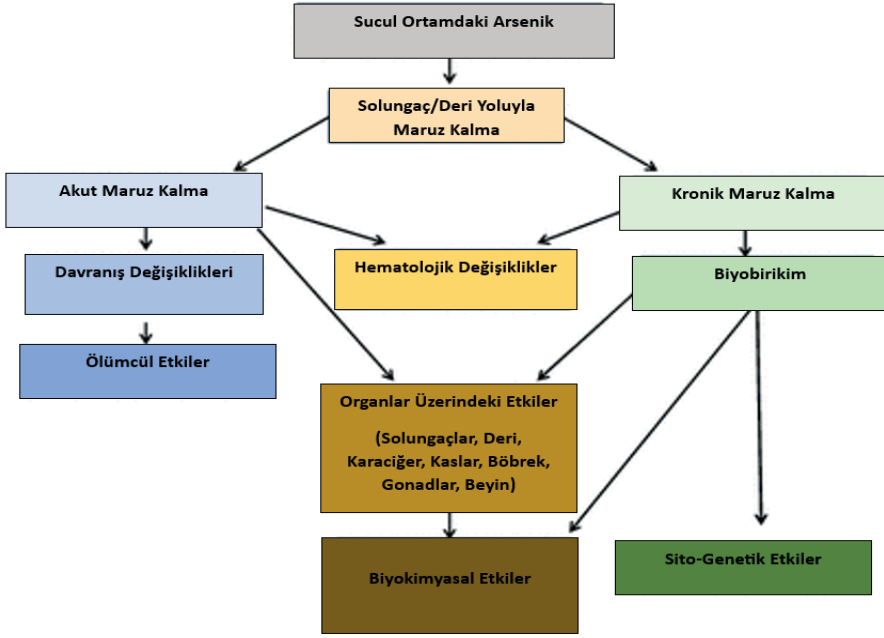 Sucul Ortamdaki Arsenik
Solungaç/Deri Yoluyla
Maruz Kalma
Akut Maruz Kalma
Kronik Maruz Kalma
Davranış Değişiklikleri
Hematolojik Değişiklikler
Biyobirikim
Ölümcül Etkiler
Organlar Üzerindeki Etkiler
(Solungaçlar, Deri,
Karaciğer, Kaslar, Böbrek,
Gonadlar, Beyin)
Biyokimyasal Etkiler
Sito-Genetik Etkiler